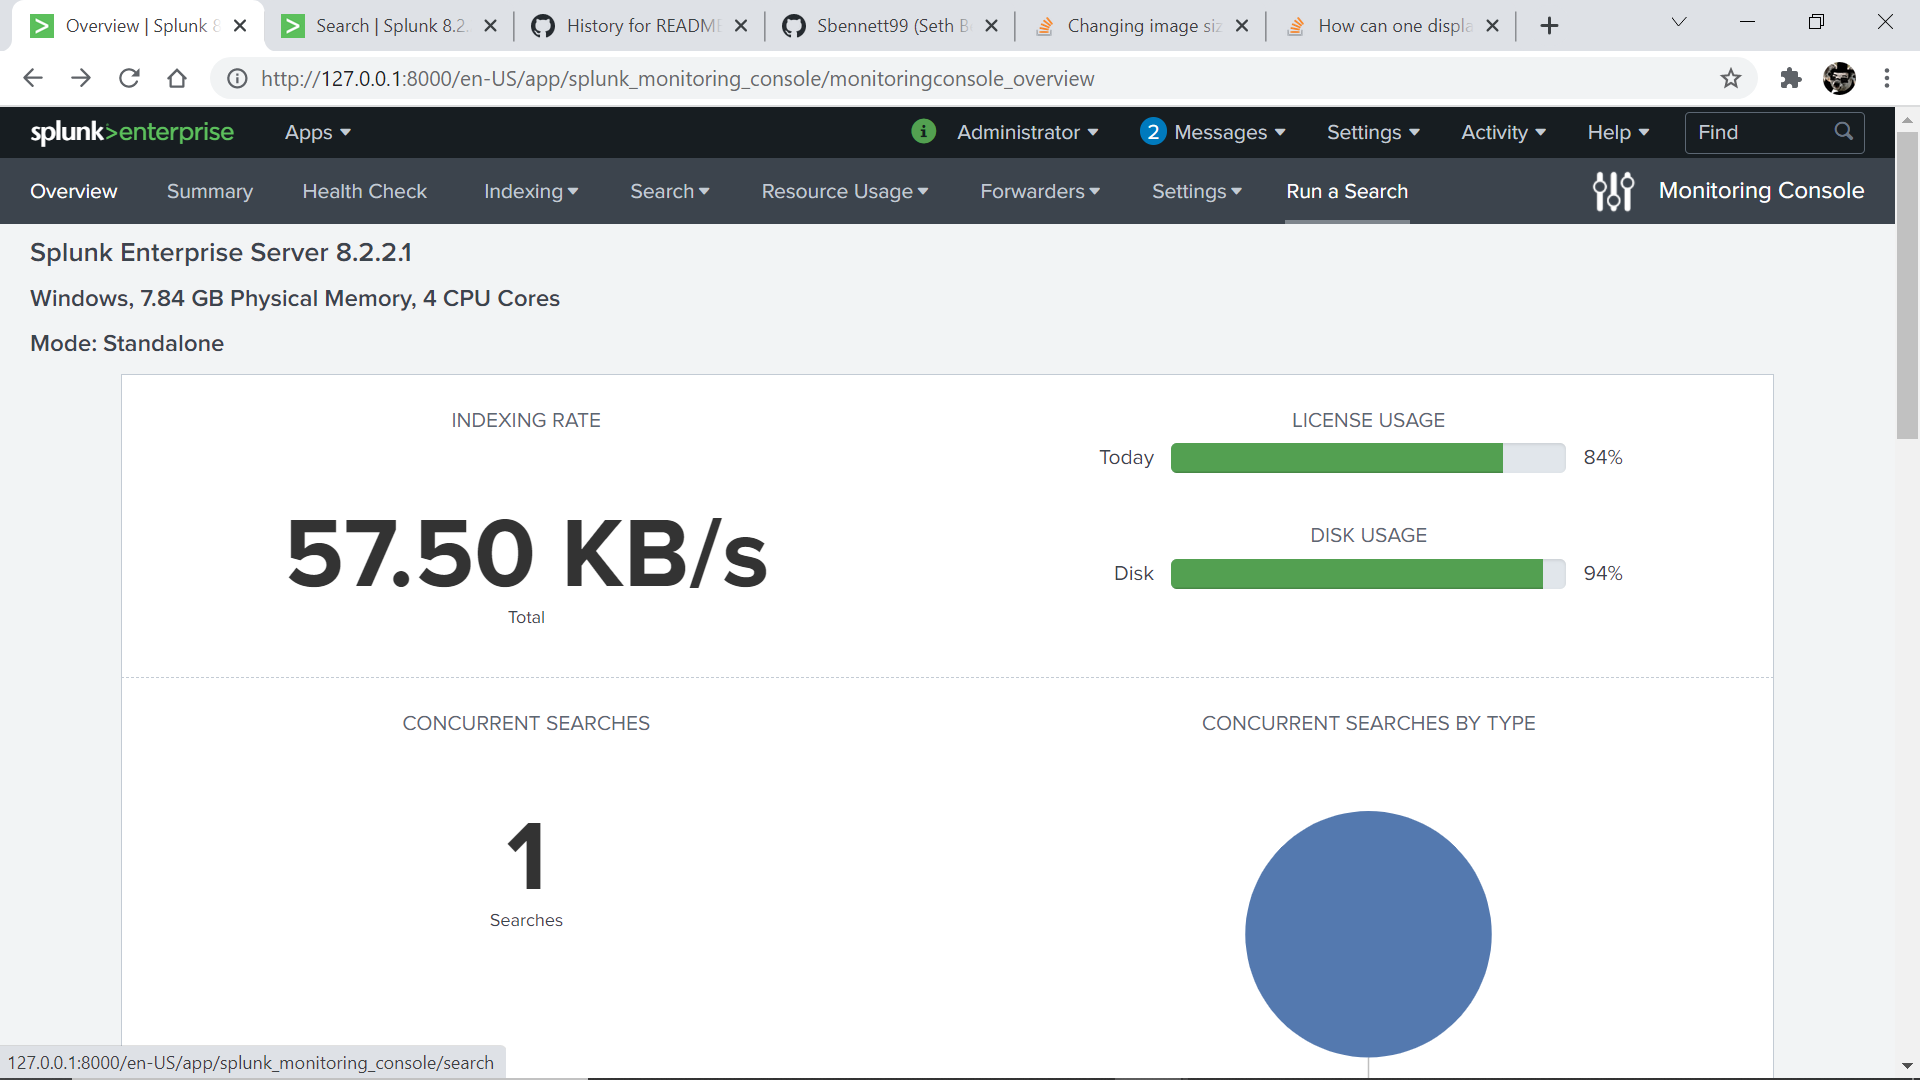 Overview | Splunk 8
Search | Splunk 8.2.
History for README
Sbennett99 (Seth Be
Changing image siz
How can one displa
http://127.0.0.1:8000/en-US/app/splunk_monitoring_console/monitoringconsole_overview
splunk>enterprise
Apps
i
Administrator
2
Messages
Settings
Activity
Help
Find
Overview
Summary
Health Check
Indexing
Search
Resource Usage
Forwarders
Settings
Run a Search
Monitoring Console
Splunk Enterprise Server 8.2.2.1
Windows, 7.84 GB Physical Memory, 4 CPU Cores
Mode: Standalone
INDEXING RATE
57.50 KB/s
Total
LICENSE USAGE
Today
84%
DISK USAGE
Disk
94%
CONCURRENT SEARCHES
1
Searches
CONCURRENT SEARCHES BY TYPE
127.0.0.1:8000/en-US/app/splunk_monitoring_console/search